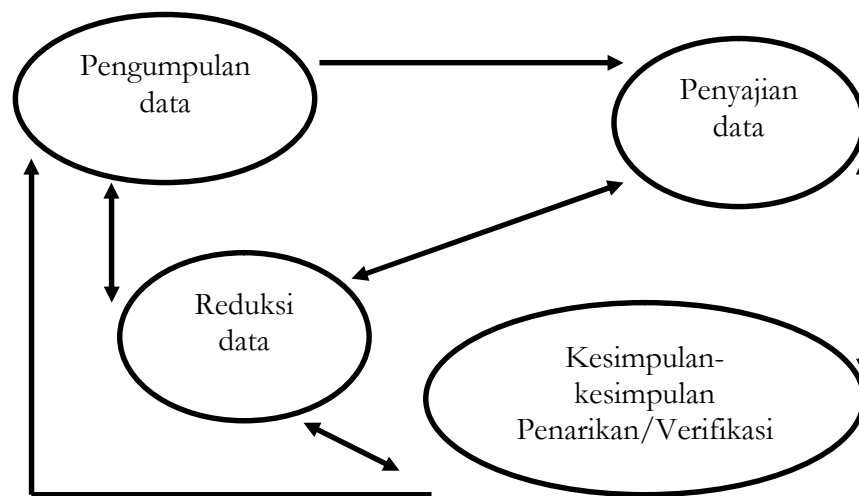 Pengumpulan
data
Penyajian
data
Reduksi
data
Kesimpulan-
kesimpulan
Penarikan/Verifikasi